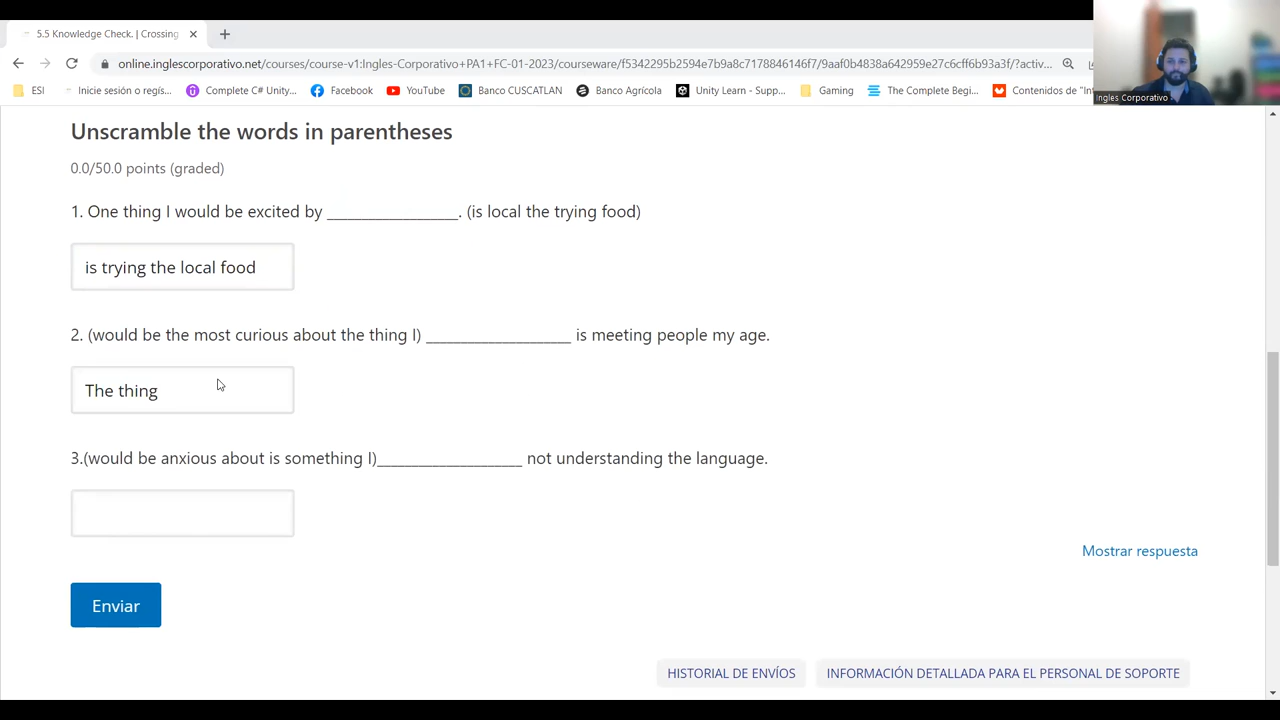 5.5 Knowledge Check. | Crossing
online.inglescorporativo.net/courses/course-v1:Ingles-Corporativo+PA1+FC-01-2023/courseware/f5342295b2594e7b9a8c7178846146f7/9aaf0b4838a642959e27c6cff6b93a3f/?activ...
ESI Inicie sesión o regís... Complete C# Unity... Facebook YouTube Banco CUSCATLAN Banco Agrícola Unity Learn - Supp... Gaming The Complete Begi... Contenidos de "Int
Ingles Corporativo
Unscramble the words in parentheses
0.0/50.0 points (graded)
1. One thing I would be excited by ___________________. (is local the trying food)
is trying the local food
2. (would be the most curious about the thing I) _____________________ is meeting people my age.
The thing
3.(would be anxious about is something I)_____________________ not understanding the language.
Mostrar respuesta
Enviar
HISTORIAL DE ENVÍOS INFORMACIÓN DETALLADA PARA EL PERSONAL DE SOPORTE